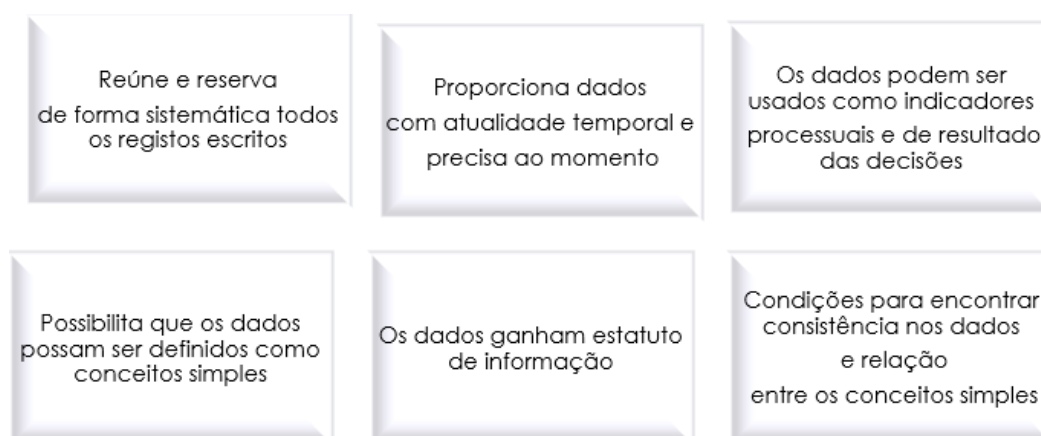 Reúne e reserva
de forma sistemática todos
os registos escritos
Proporciona dados
com atualidade temporal e
precisa ao momento
Os dados podem ser
usados como indicadores
processuais e de resultado
das decisões
Possibilita que os dados
possam ser definidos como
conceitos simples
Os dados ganham estatuto
de informação
Condições para encontrar
consistência nos dados
e relação
entre os conceitos simples